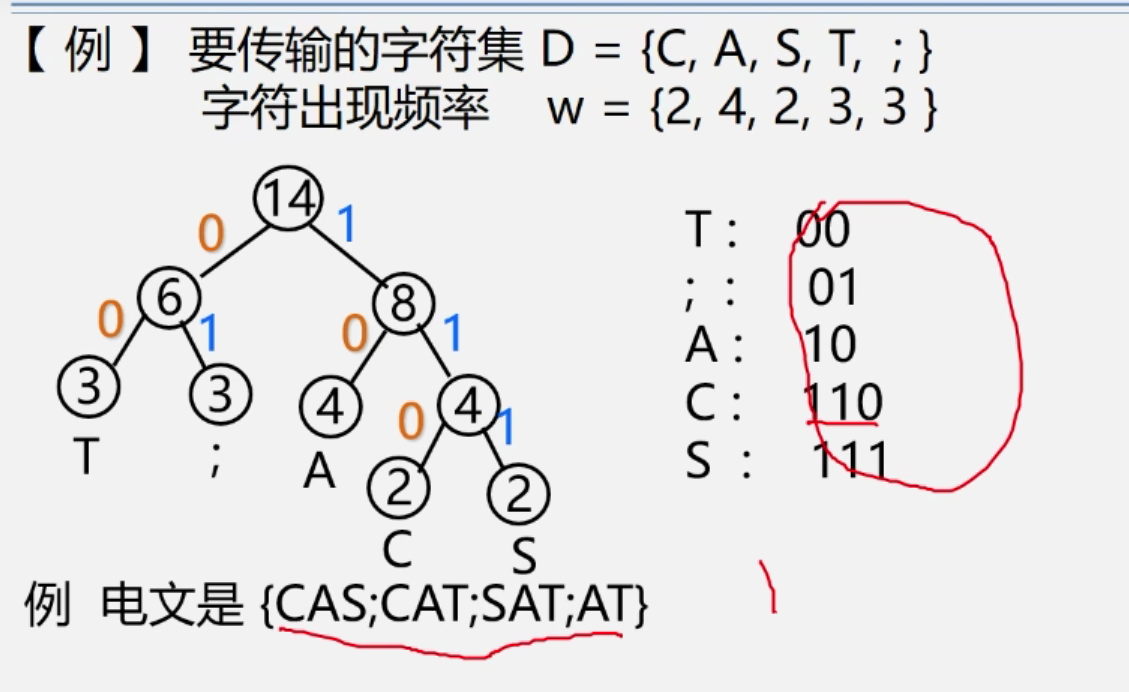 【 例 】 要传输的字符集 D = {C, A, S, T, ; }
字符出现频率 w = {2, 4, 2, 3, 3 }
14
0 1
6 8
0 1 0 1
3 3 4 4
T ; A 0 1
2 2
C S
T : 00
; : 01
A : 10
C : 110
S : 111
例 电文是 {CAS;CAT;SAT;AT}